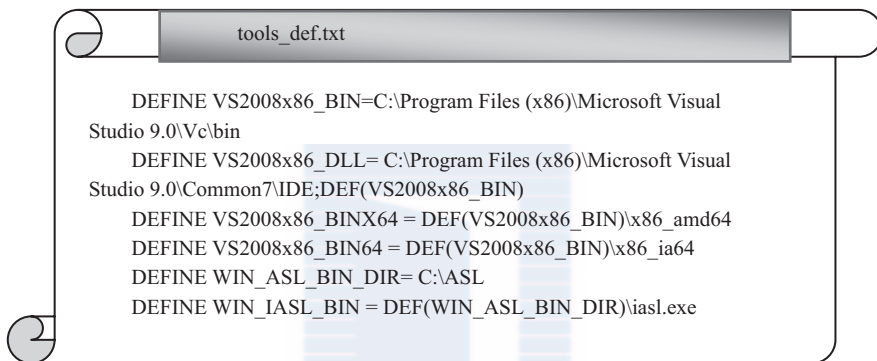 tools_def.txt
DEFINE VS2008x86_BIN=C:\Program Files (x86)\Microsoft Visual
Studio 9.0\Vc\bin
DEFINE VS2008x86_DLL= C:\Program Files (x86)\Microsoft Visual
Studio 9.0\Common7\IDE;DEF(VS2008x86_BIN)
DEFINE VS2008x86_BINX64 = DEF(VS2008x86_BIN)\x86_amd64
DEFINE VS2008x86_BIN64 = DEF(VS2008x86_BIN)\x86_ia64
DEFINE WIN_ASL_BIN_DIR= C:\ASL
DEFINE WIN_IASL_BIN = DEF(WIN_ASL_BIN_DIR)\iasl.exe